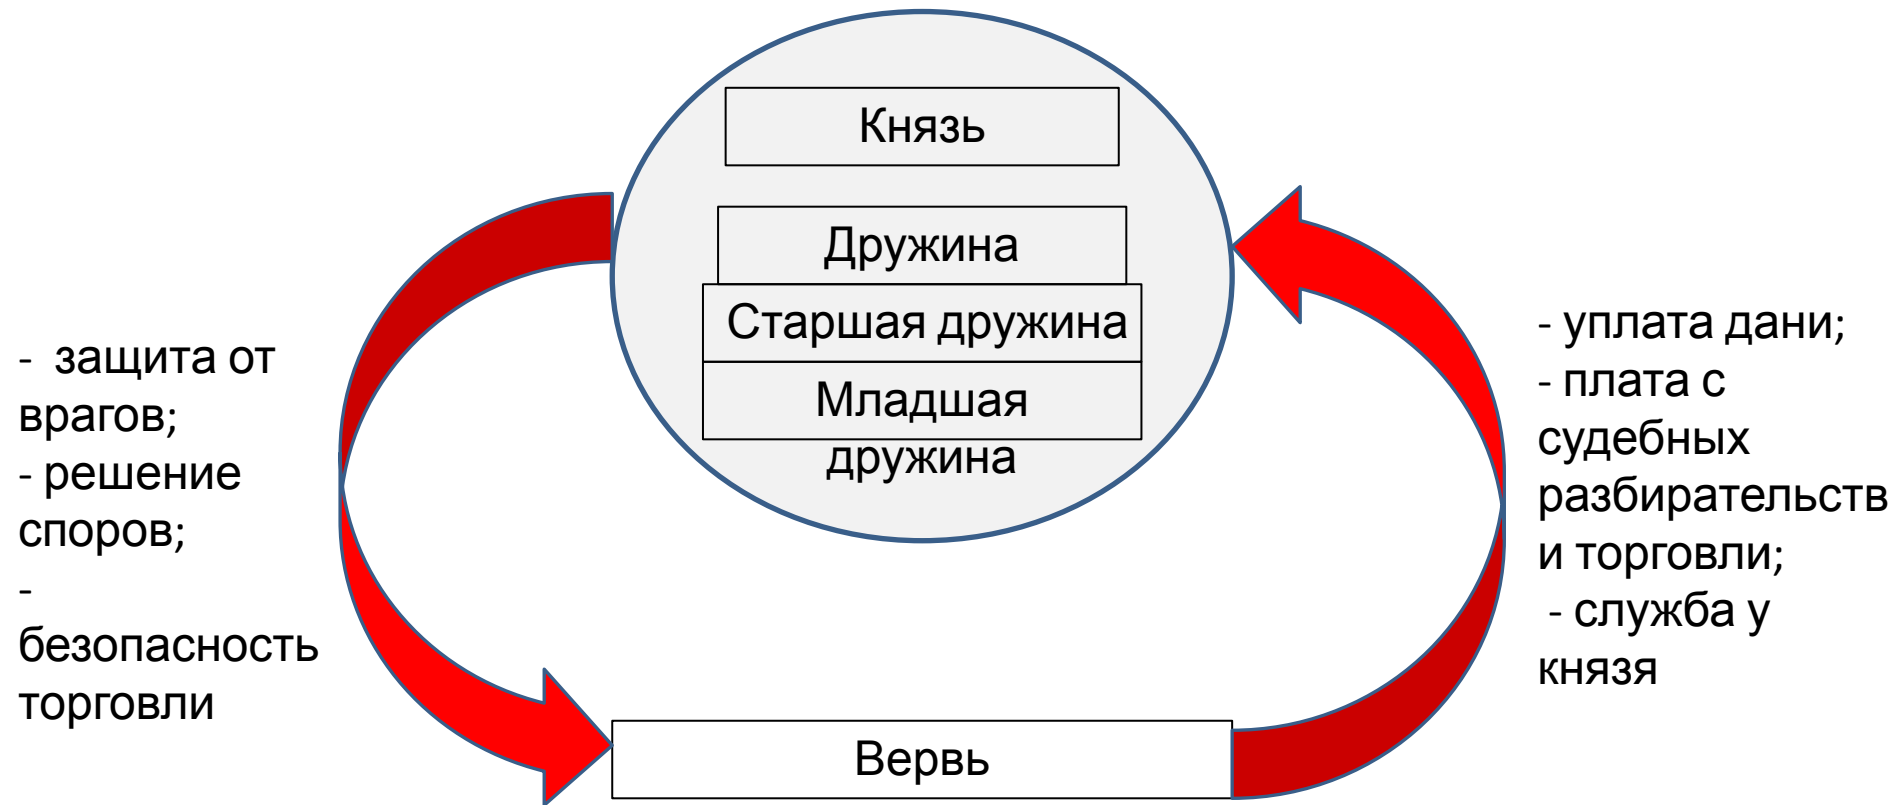 Князь
Дружина
Старшая дружина
Младшая
дружина
- защита от
врагов;
- решение
споров;
-
безопасность
торговли
- уплата дани;
- плата с
судебных
разбирательств
и торговли;
- служба у
князя
Вервь